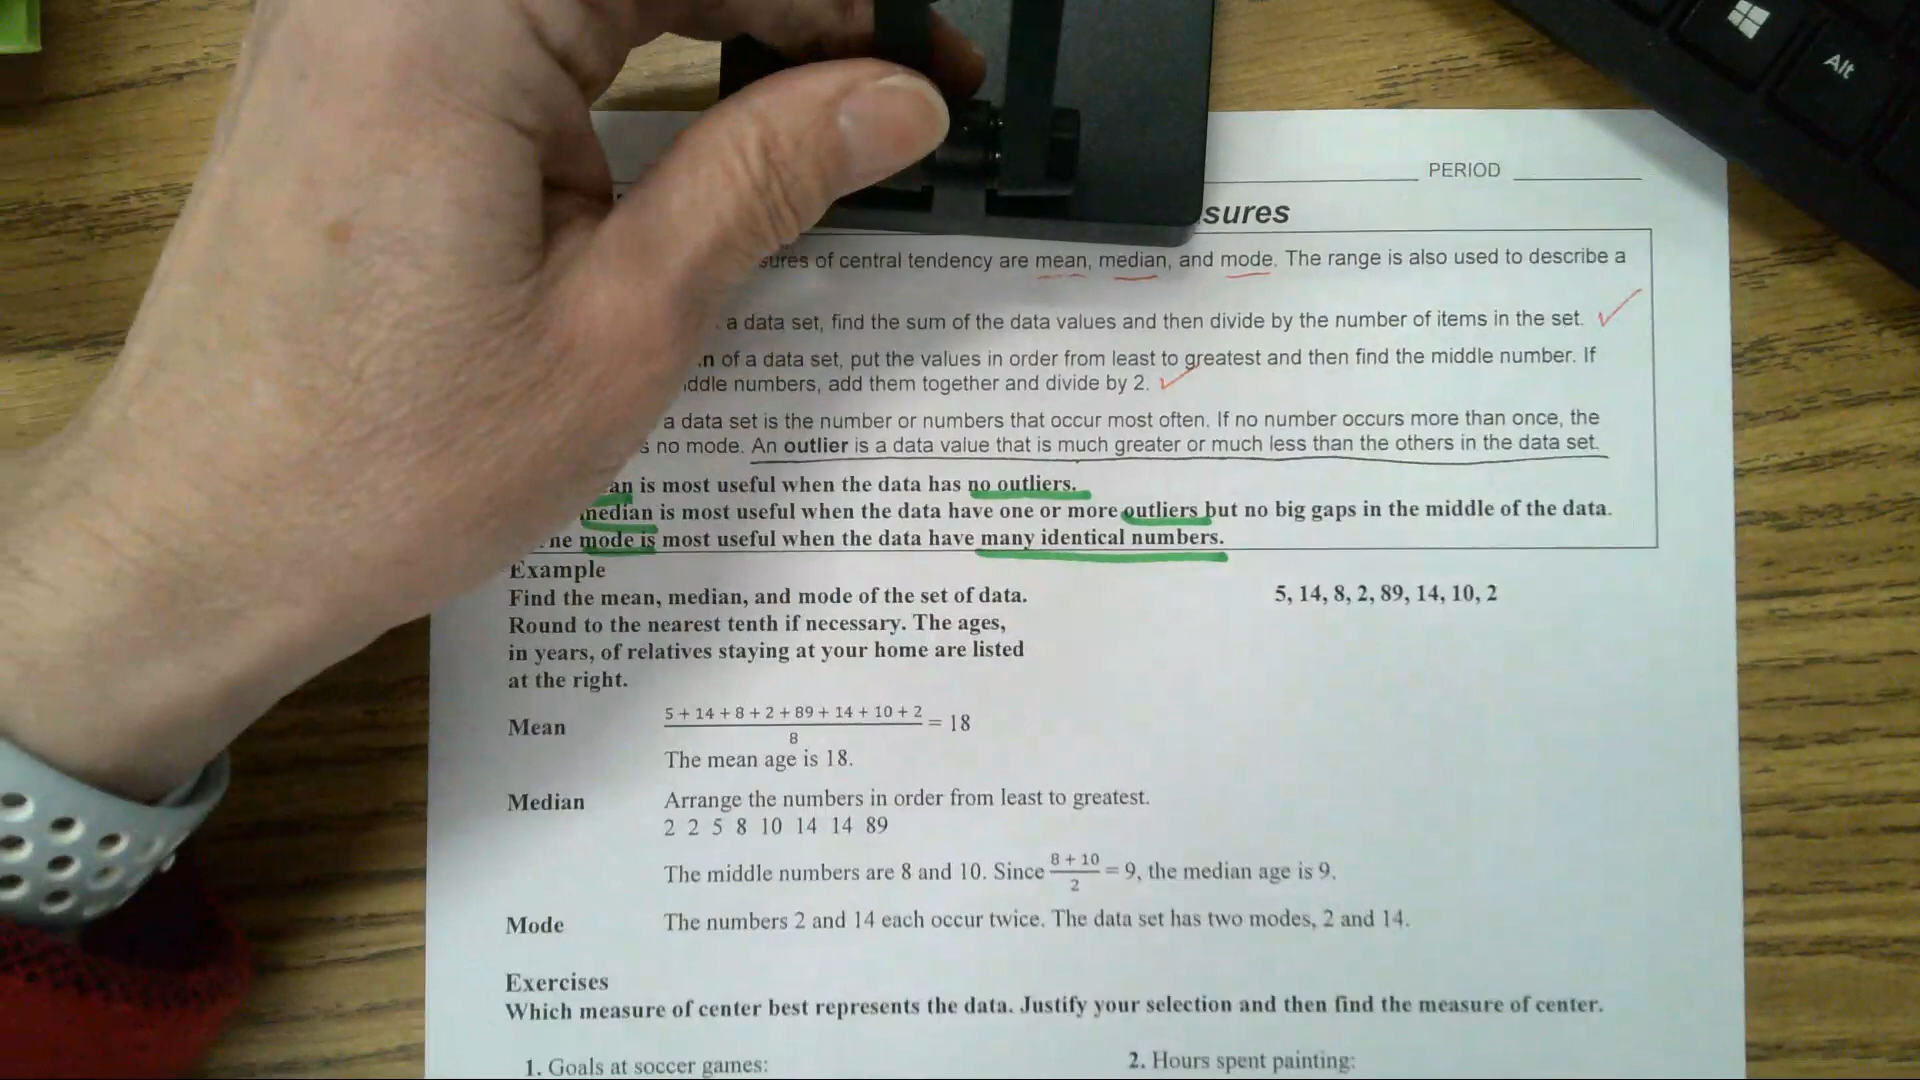 Alt
PERIOD
sures
sures of central tendency are mean, median, and mode. The range is also used to describe a
a data set, find the sum of the data values and then divide by the number of items in the set.
n of a data set, put the values in order from least to greatest and then find the middle number. If
ddle numbers, add them together and divide by 2.
a data set is the number or numbers that occur most often. If no number occurs more than once, the
s no mode. An outlier is a data value that is much greater or much less than the others in the data set.
an is most useful when the data has no outliers.
median is most useful when the data have one or more outliers but no big gaps in the middle of the data.
he mode is most useful when the data have many identical numbers.
Example
Find the mean, median, and mode of the set of data. 5, 14, 8, 2, 89, 14, 10, 2
Round to the nearest tenth if necessary. The ages,
in years, of relatives staying at your home are listed
at the right.
Mean 5 + 14 + 8 + 2 + 89 + 14 + 10 + 2 / 8 = 18
The mean age is 18.
Median Arrange the numbers in order from least to greatest.
2 2 5 8 10 14 14 89
The middle numbers are 8 and 10. Since 8 + 10 / 2 = 9, the median age is 9.
Mode The numbers 2 and 14 each occur twice. The data set has two modes, 2 and 14.
Exercises
Which measure of center best represents the data. Justify your selection and then find the measure of center.
1. Goals at soccer games: 2. Hours spent painting: